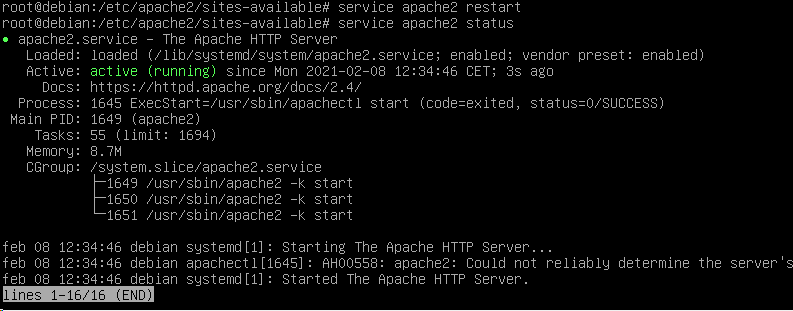 root@debian:/etc/apache2/sites-available# service apache2 restart
root@debian:/etc/apache2/sites-available# service apache2 status
● apache2.service - The Apache HTTP Server
   Loaded: loaded (/lib/systemd/system/apache2.service; enabled; vendor preset: enabled)
   Active: active (running) since Mon 2021-02-08 12:34:46 CET; 3s ago
     Docs: https://httpd.apache.org/docs/2.4/
  Process: 1645 ExecStart=/usr/sbin/apachectl start (code=exited, status=0/SUCCESS)
 Main PID: 1649 (apache2)
    Tasks: 55 (limit: 1694)
   Memory: 8.7M
   CGroup: /system.slice/apache2.service
           ├─1649 /usr/sbin/apache2 -k start
           ├─1650 /usr/sbin/apache2 -k start
           └─1651 /usr/sbin/apache2 -k start
feb 08 12:34:46 debian systemd[1]: Starting The Apache HTTP Server...
feb 08 12:34:46 debian apachectl[1645]: AH00558: apache2: Could not reliably determine the server's
feb 08 12:34:46 debian systemd[1]: Started The Apache HTTP Server.
lines 1-16/16 (END)